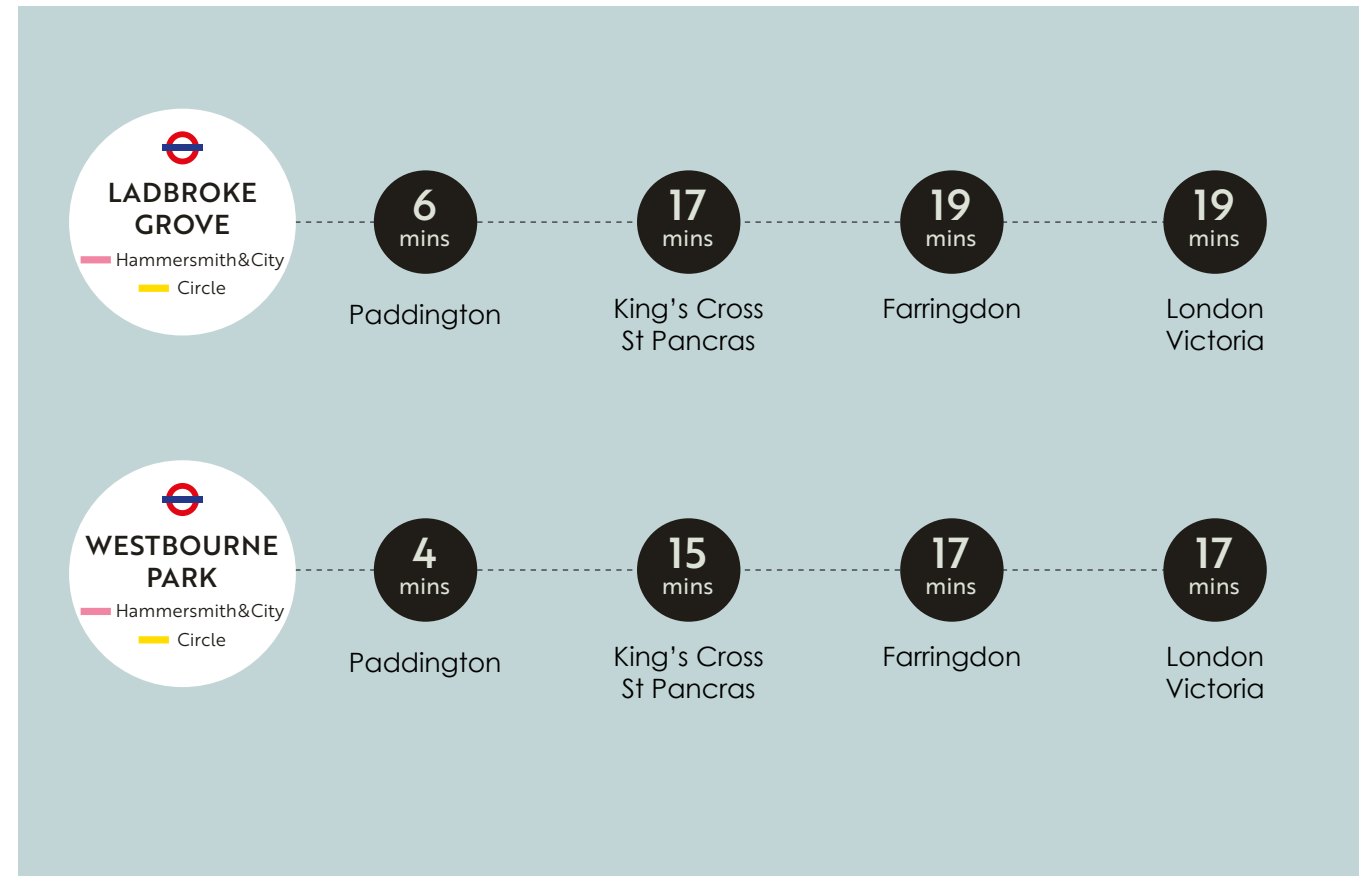 LADBROKE
GROVE
Hammersmith&City
Circle
6
mins
Paddington
17
mins
King's Cross
St Pancras
19
mins
Farringdon
19
mins
London
Victoria
WESTBOURNE
PARK
Hammersmith&City
Circle
4
mins
Paddington
15
mins
King's Cross
St Pancras
17
mins
Farringdon
17
mins
London
Victoria